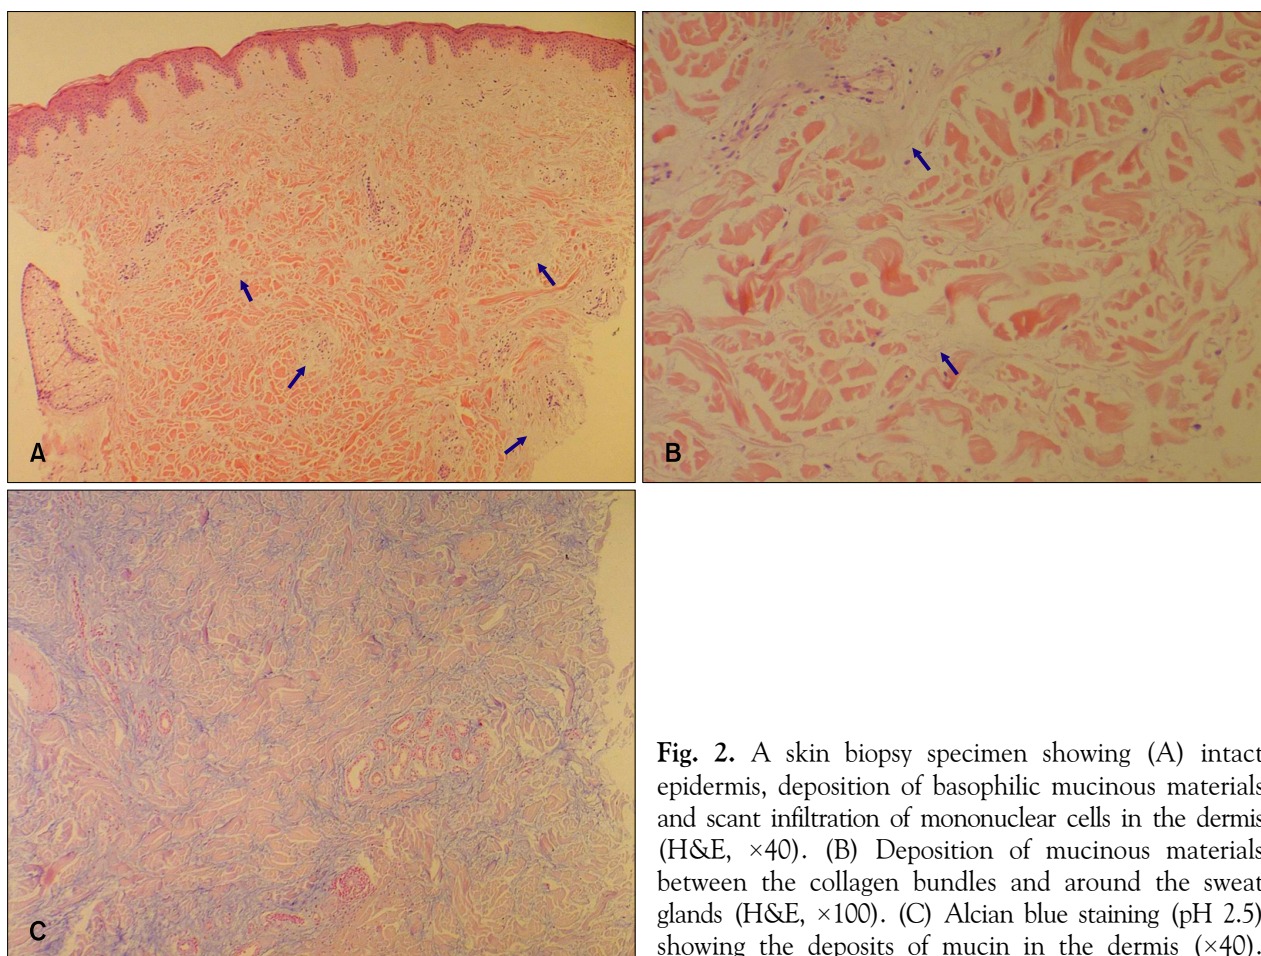 A
B
C
Fig. 2. A skin biopsy specimen showing (A) intact
epidermis, deposition of basophilic mucinous materials
and scant infiltration of mononuclear cells in the dermis
(H&E, ×40). (B) Deposition of mucinous materials
between the collagen bundles and around the sweat
glands (H&E, ×100). (C) Alcian blue staining (pH 2.5)
showing the deposits of mucin in the dermis (×40).